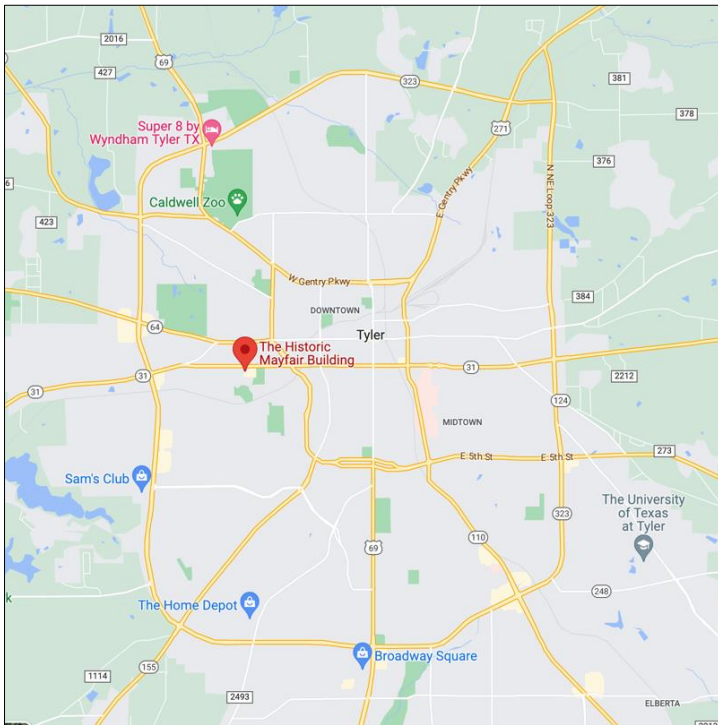 2016
69
427
323
381
378
Super 8 by
Wyndham Tyler TX
271
376
Caldwell Zoo
E Gentry Pkwy
N NE Loop 323
423
W Gentry Pkwy
384
DOWNTOWN
64
Tyler
The Historic
Mayfair Building
31
31
31
2212
124
MIDTOWN
E 5th St
E 5th St
273
Sam's Club
The University
of Texas
at Tyler
323
110
69
248
The Home Depot
Broadway Square
155
1114
2493
ELBERTA